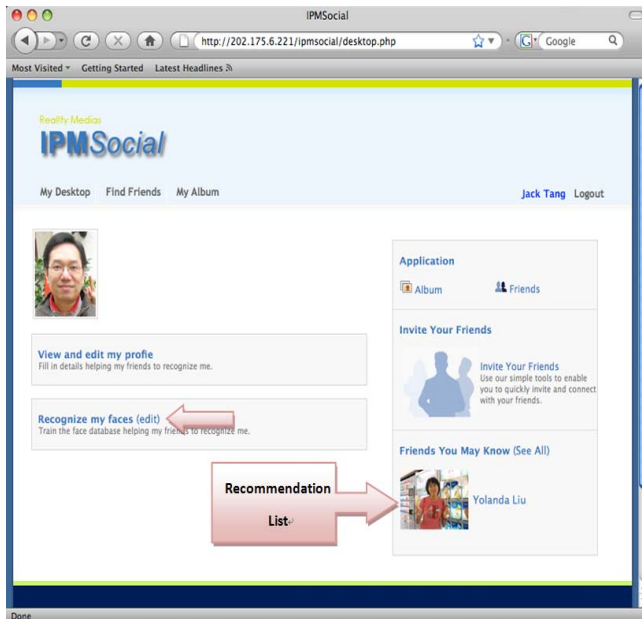 IPMSocial
http://202.175.6.221/ipmsocial/desktop.php
Google
Most Visited
Getting Started
Latest Headlines
Reality Medias
IPMSocial
My Desktop
Find Friends
My Album
Jack Tang
Logout
View and edit my profie
Fill in details helping my friends to recognize me.
Recognize my faces (edit)
Train the face database helping my friends to recognize me.
Application
Album
Friends
Invite Your Friends
Invite Your Friends
Use our simple tools to enable
you to quickly invite and connect
with your friends.
Friends You May Know (See All)
Yolanda Liu
Recommendation
List
Done